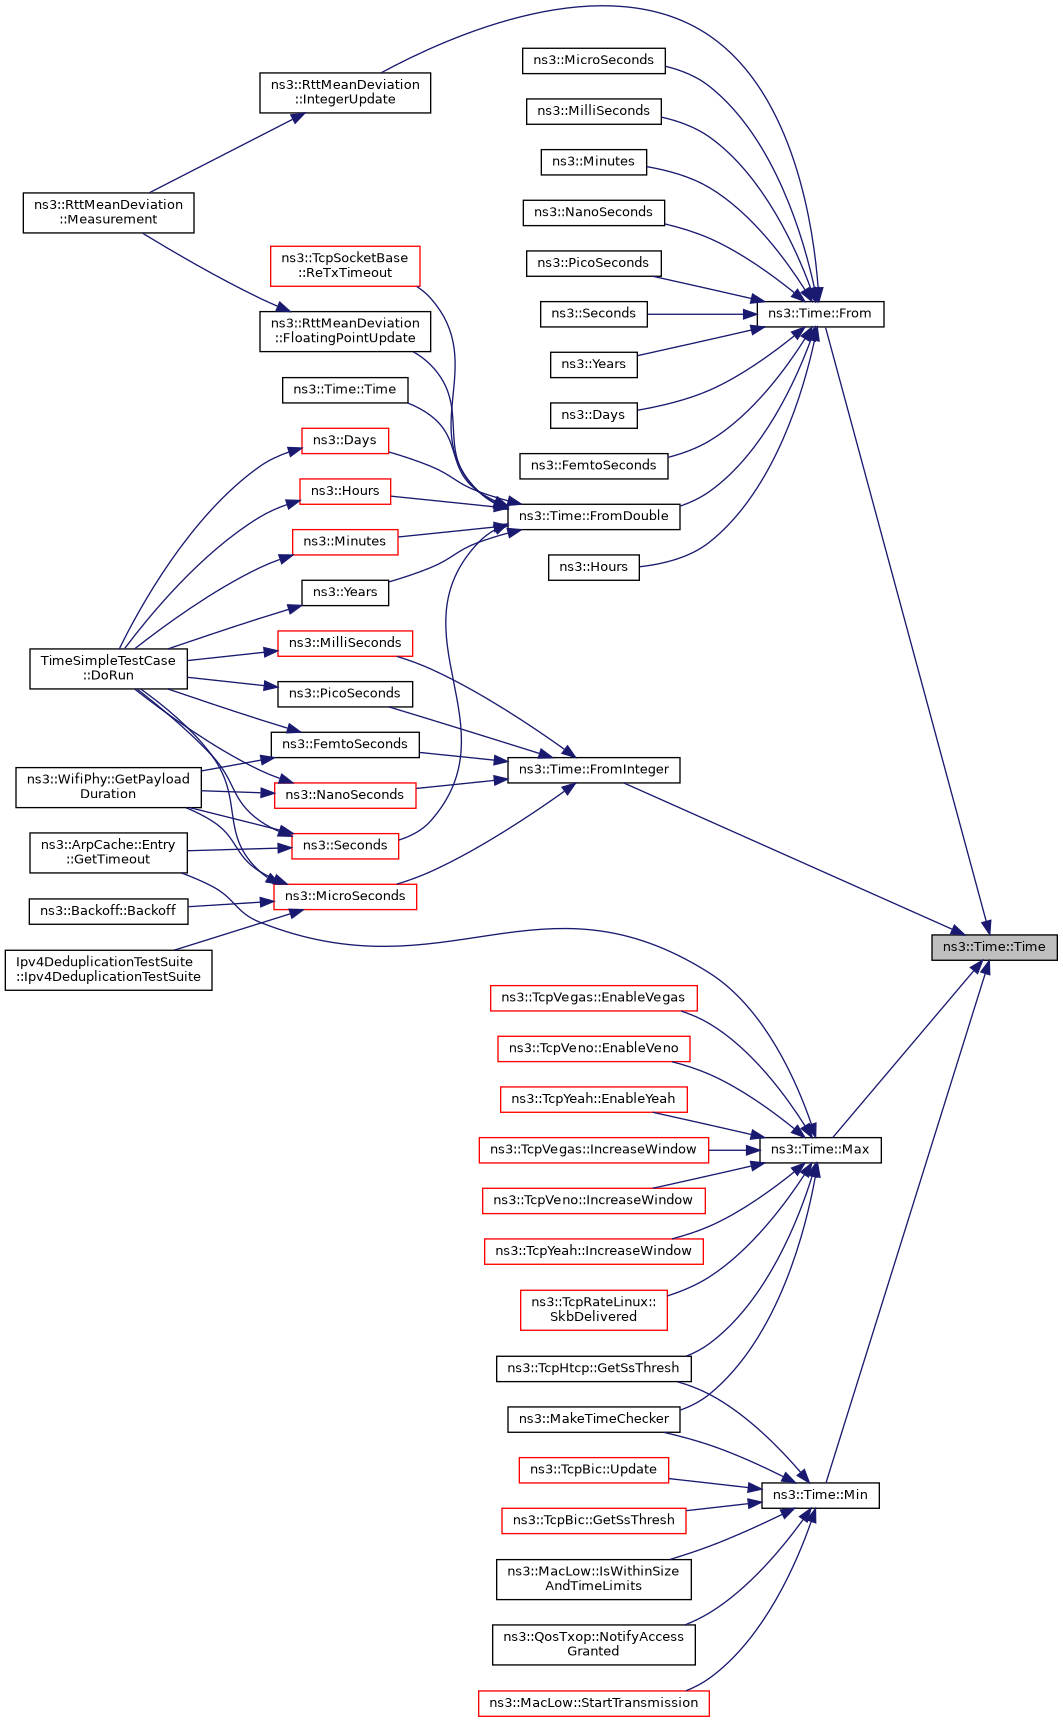 ns3::MicroSeconds
ns3::RttMeanDeviation
::IntegerUpdate
ns3::MilliSeconds
ns3::Minutes
ns3::RttMeanDeviation
::Measurement
ns3::NanoSeconds
ns3::TcpSocketBase
::ReTxTimeout
ns3::PicoSeconds
ns3::Seconds
ns3::Time::From
ns3::RttMeanDeviation
::FloatingPointUpdate
ns3::Years
ns3::Time::Time
ns3::Days
ns3::Days
ns3::FemtoSeconds
ns3::Hours
ns3::Time::FromDouble
ns3::Minutes
ns3::Hours
ns3::Years
ns3::MilliSeconds
TimeSimpleTestCase
::DoRun
ns3::PicoSeconds
ns3::FemtoSeconds
ns3::Time::FromInteger
ns3::WifiPhy::GetPayload
Duration
ns3::NanoSeconds
ns3::Seconds
ns3::ArpCache::Entry
::GetTimeout
ns3::MicroSeconds
ns3::Backoff::Backoff
Ipv4DeduplicationTestSuite
::Ipv4DeduplicationTestSuite
ns3::Time::Time
ns3::TcpVegas::EnableVegas
ns3::TcpVeno::EnableVeno
ns3::TcpYeah::EnableYeah
ns3::TcpVegas::IncreaseWindow
ns3::Time::Max
ns3::TcpVeno::IncreaseWindow
ns3::TcpYeah::IncreaseWindow
ns3::TcpRateLinux::
SkbDelivered
ns3::TcpHtcp::GetSsThresh
ns3::MakeTimeChecker
ns3::TcpBic::Update
ns3::Time::Min
ns3::TcpBic::GetSsThresh
ns3::MacLow::IsWithinSize
AndTimeLimits
ns3::QosTxop::NotifyAccess
Granted
ns3::MacLow::StartTransmission